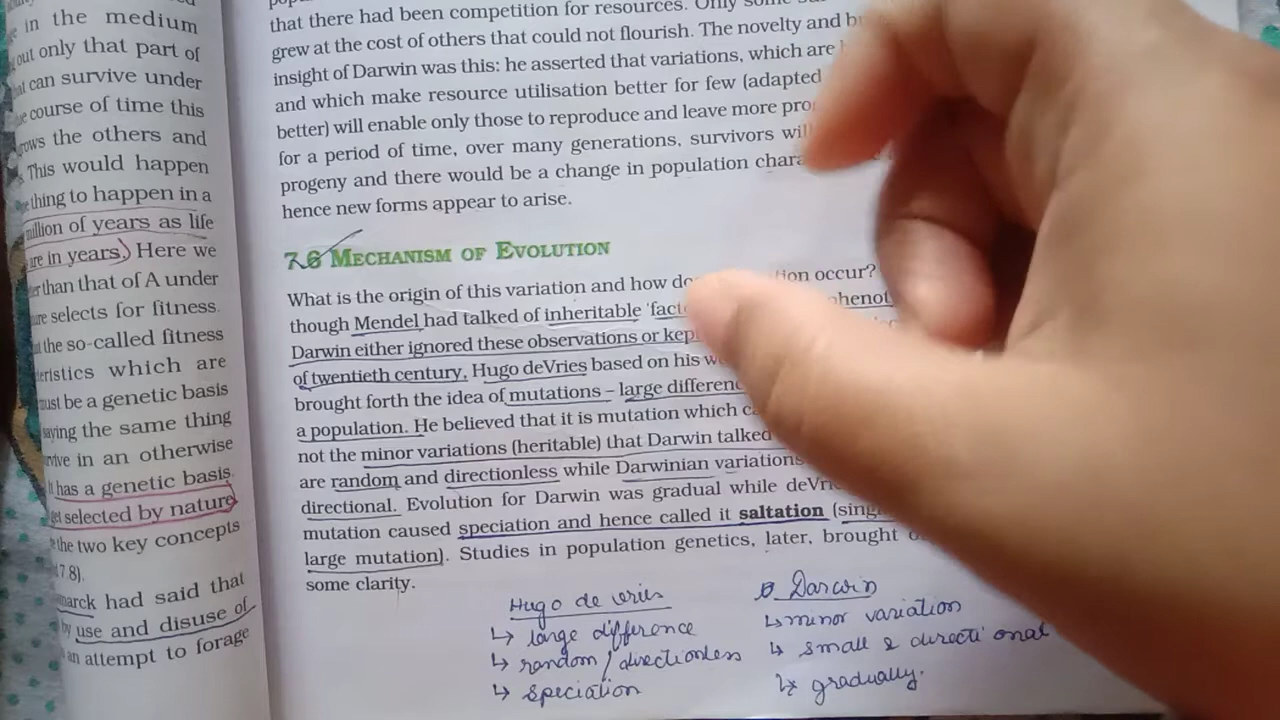 in the medium
out only that part of
can survive under
course of time this
the others and
This would happen
thing to happen in a
million of years as life
are in years.) Here we
than that of A under
selects for fitness.
the so-called fitness
which are
must be a genetic basis
saying the same thing
in an otherwise
has a genetic basis
get selected by nature
the two key concepts
had said that
by use and disuse of
an attempt to forage
that there had been competition for resources. Only some
grew at the cost of others that could not flourish. The novelty and
insight of Darwin was this: he asserted that variations, which are
and which make resource utilisation better for few (adapted
better) will enable only those to reproduce and leave more
for a period of time, over many generations, survivors
progeny and there would be a change in population
hence new forms appear to arise.
7.6 MECHANISM OF EVOLUTION
What is the origin of this variation and how occur?
though Mendel had talked of inheritable
Darwin either ignored these observations or
of twentieth century, Hugo deVries based on his
brought forth the idea of mutations – large
a population. He believed that it is mutation which
not the minor variations (heritable) that Darwin talked
are random and directionless while Darwinian variations
directional. Evolution for Darwin was gradual while
mutation caused speciation and hence called it saltation
large mutation). Studies in population genetics, later, brought
some clarity.
Hugo de vries
↳ large difference
↳ random / directionless
↳ speciation
Darwin
↳ minor variation
↳ small & directional
↳ gradually.